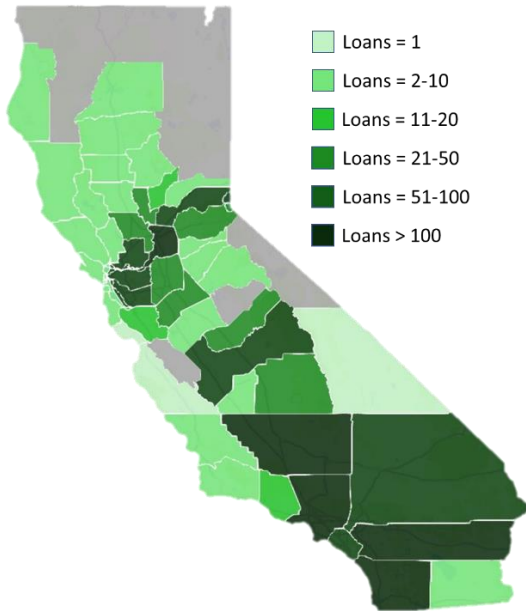 Loans = 1
Loans = 2-10
Loans = 11-20
Loans = 21-50
Loans = 51-100
Loans > 100